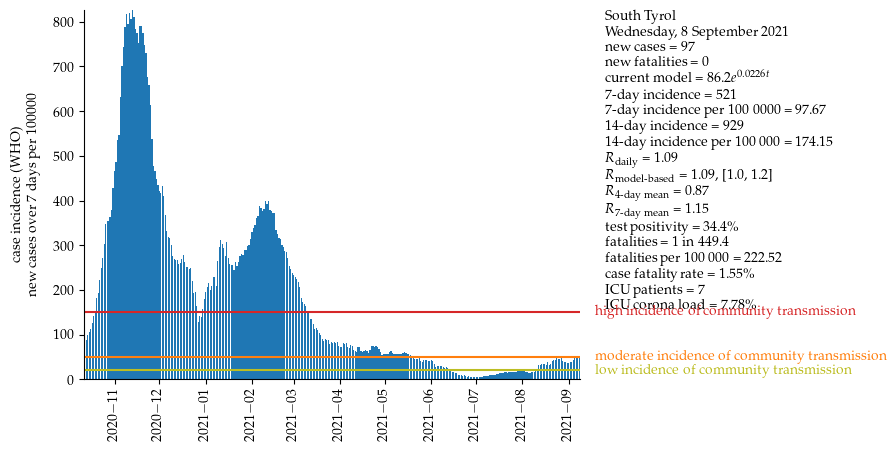 South Tyrol
Wednesday, 8 September 2021
new cases = 97
new fatalities = 0
current model = 86.2e^0.0226t
7-day incidence = 521
7-day incidence per 100 0000 = 97.67
14-day incidence = 929
14-day incidence per 100 000 = 174.15
R_daily = 1.09
R_model-based = 1.09, [1.0, 1.2]
R_4-day mean = 0.87
R_7-day mean = 1.15
test positivity = 34.4%
fatalities = 1 in 449.4
fatalities per 100 000 = 222.52
case fatality rate = 1.55%
ICU patients = 7
ICU corona load = 7.78%
high incidence of community transmission
moderate incidence of community transmission
low incidence of community transmission
case incidence (WHO)
new cases over 7 days per 100000
800
700
600
500
400
300
200
100
0
2020−11
2020−12
2021−01
2021−02
2021−03
2021−04
2021−05
2021−06
2021−07
2021−08
2021−09